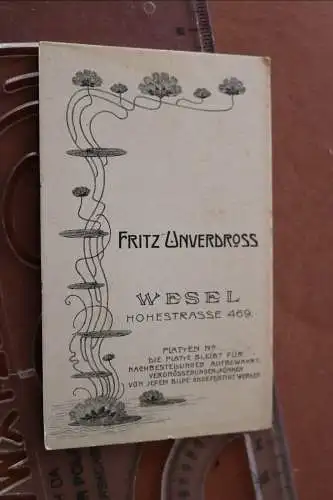 FRITZ UNVERDROSS
WESEL
HOHESTRASSE 469.
PLATTEN Nº
DIE PLATTE BLEIBT FÜR
NACHBESTELLUNGEN AUFBEWAHRT.
VERGRÖSSERUNGEN KÖNNEN
VON JEDEM BILDE ANGEFERTIGT WERDEN